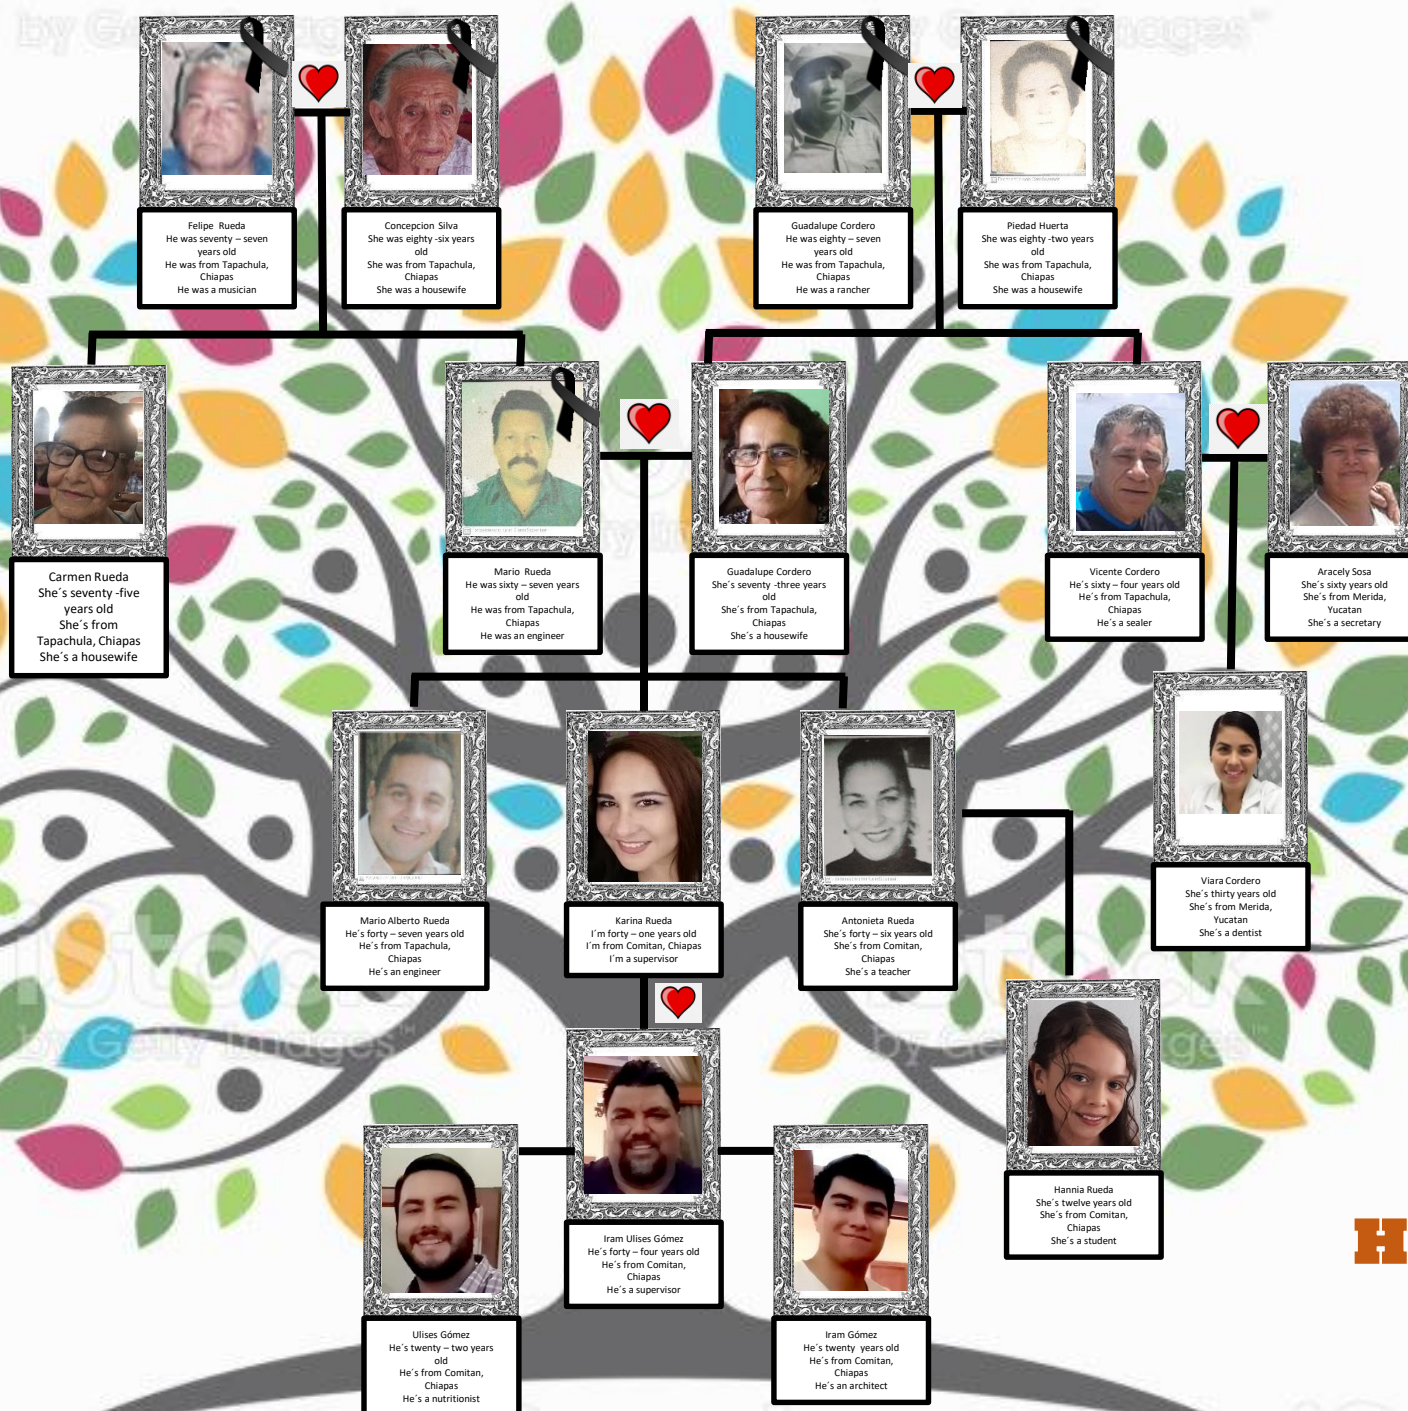 by Getty Images™
by Getty Images™
Felipe Rueda
He was seventy – seven
years old
He was from Tapachula,
Chiapas
He was a musician
Concepcion Silva
She was eighty -six years
old
She was from Tapachula,
Chiapas
She was a housewife
Guadalupe Cordero
He was eighty – seven
years old
He was from Tapachula,
Chiapas
He was a rancher
Piedad Huerta
She was eighty -two years
old
She was from Tapachula,
Chiapas
She was a housewife
Carmen Rueda
She´s seventy -five
years old
She´s from
Tapachula, Chiapas
She´s a housewife
Mario Rueda
He was sixty – seven years
old
He was from Tapachula,
Chiapas
He was an engineer
Guadalupe Cordero
She´s seventy -three years
old
She´s from Tapachula,
Chiapas
She´s a housewife
Vicente Cordero
He´s sixty – four years old
He´s from Tapachula,
Chiapas
He´s a sealer
Aracely Sosa
She´s sixty years old
She´s from Merida,
Yucatan
She´s a secretary
Mario Alberto Rueda
He´s forty – seven years old
He´s from Tapachula,
Chiapas
He´s an engineer
Karina Rueda
I´m forty – one years old
I´m from Comitan, Chiapas
I´m a supervisor
Antonieta Rueda
She´s forty – six years old
She´s from Comitan,
Chiapas
She´s a teacher
Viara Cordero
She´s thirty years old
She´s from Merida,
Yucatan
She´s a dentist
iStock
by Getty Images™
Hannia Rueda
She´s twelve years old
She´s from Comitan,
Chiapas
She´s a student
H
Iram Ulises Gómez
He´s forty – four years old
He´s from Comitan,
Chiapas
He´s a supervisor
Ulises Gómez
He´s twenty – two years
old
He´s from Comitan,
Chiapas
He´s a nutritionist
Iram Gómez
He´s twenty years old
He´s from Comitan,
Chiapas
He´s an architect